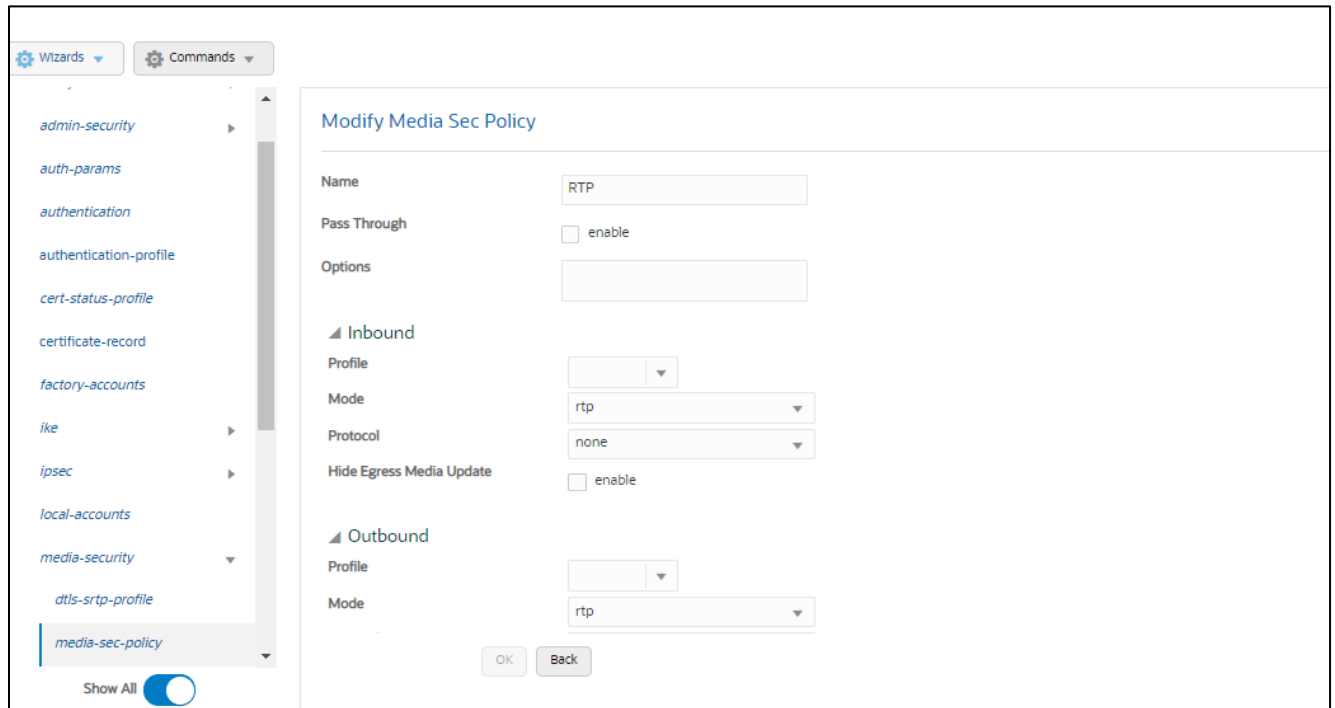 Wizards
Commands
admin-security
auth-params
authentication
authentication-profile
cert-status-profile
certificate-record
factory-accounts
ike
ipsec
local-accounts
media-security
dtls-srtp-profile
media-sec-policy
Show All
Modify Media Sec Policy
Name RTP
Pass Through enable
Options
Inbound
Profile
Mode rtp
Protocol none
Hide Egress Media Update enable
Outbound
Profile
Mode rtp
OK Back